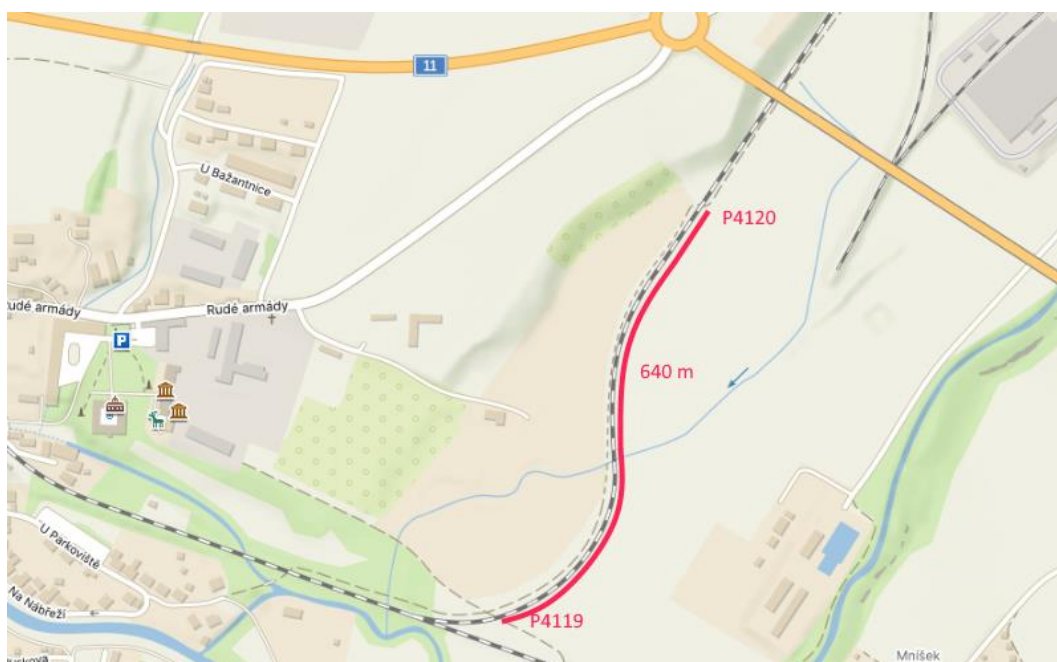 11
U Bažantnice
P4120
Rudé armády
Rudé armády
P
640 m
U Parkoviště
Na Nábřeží
P4119
Mníšek